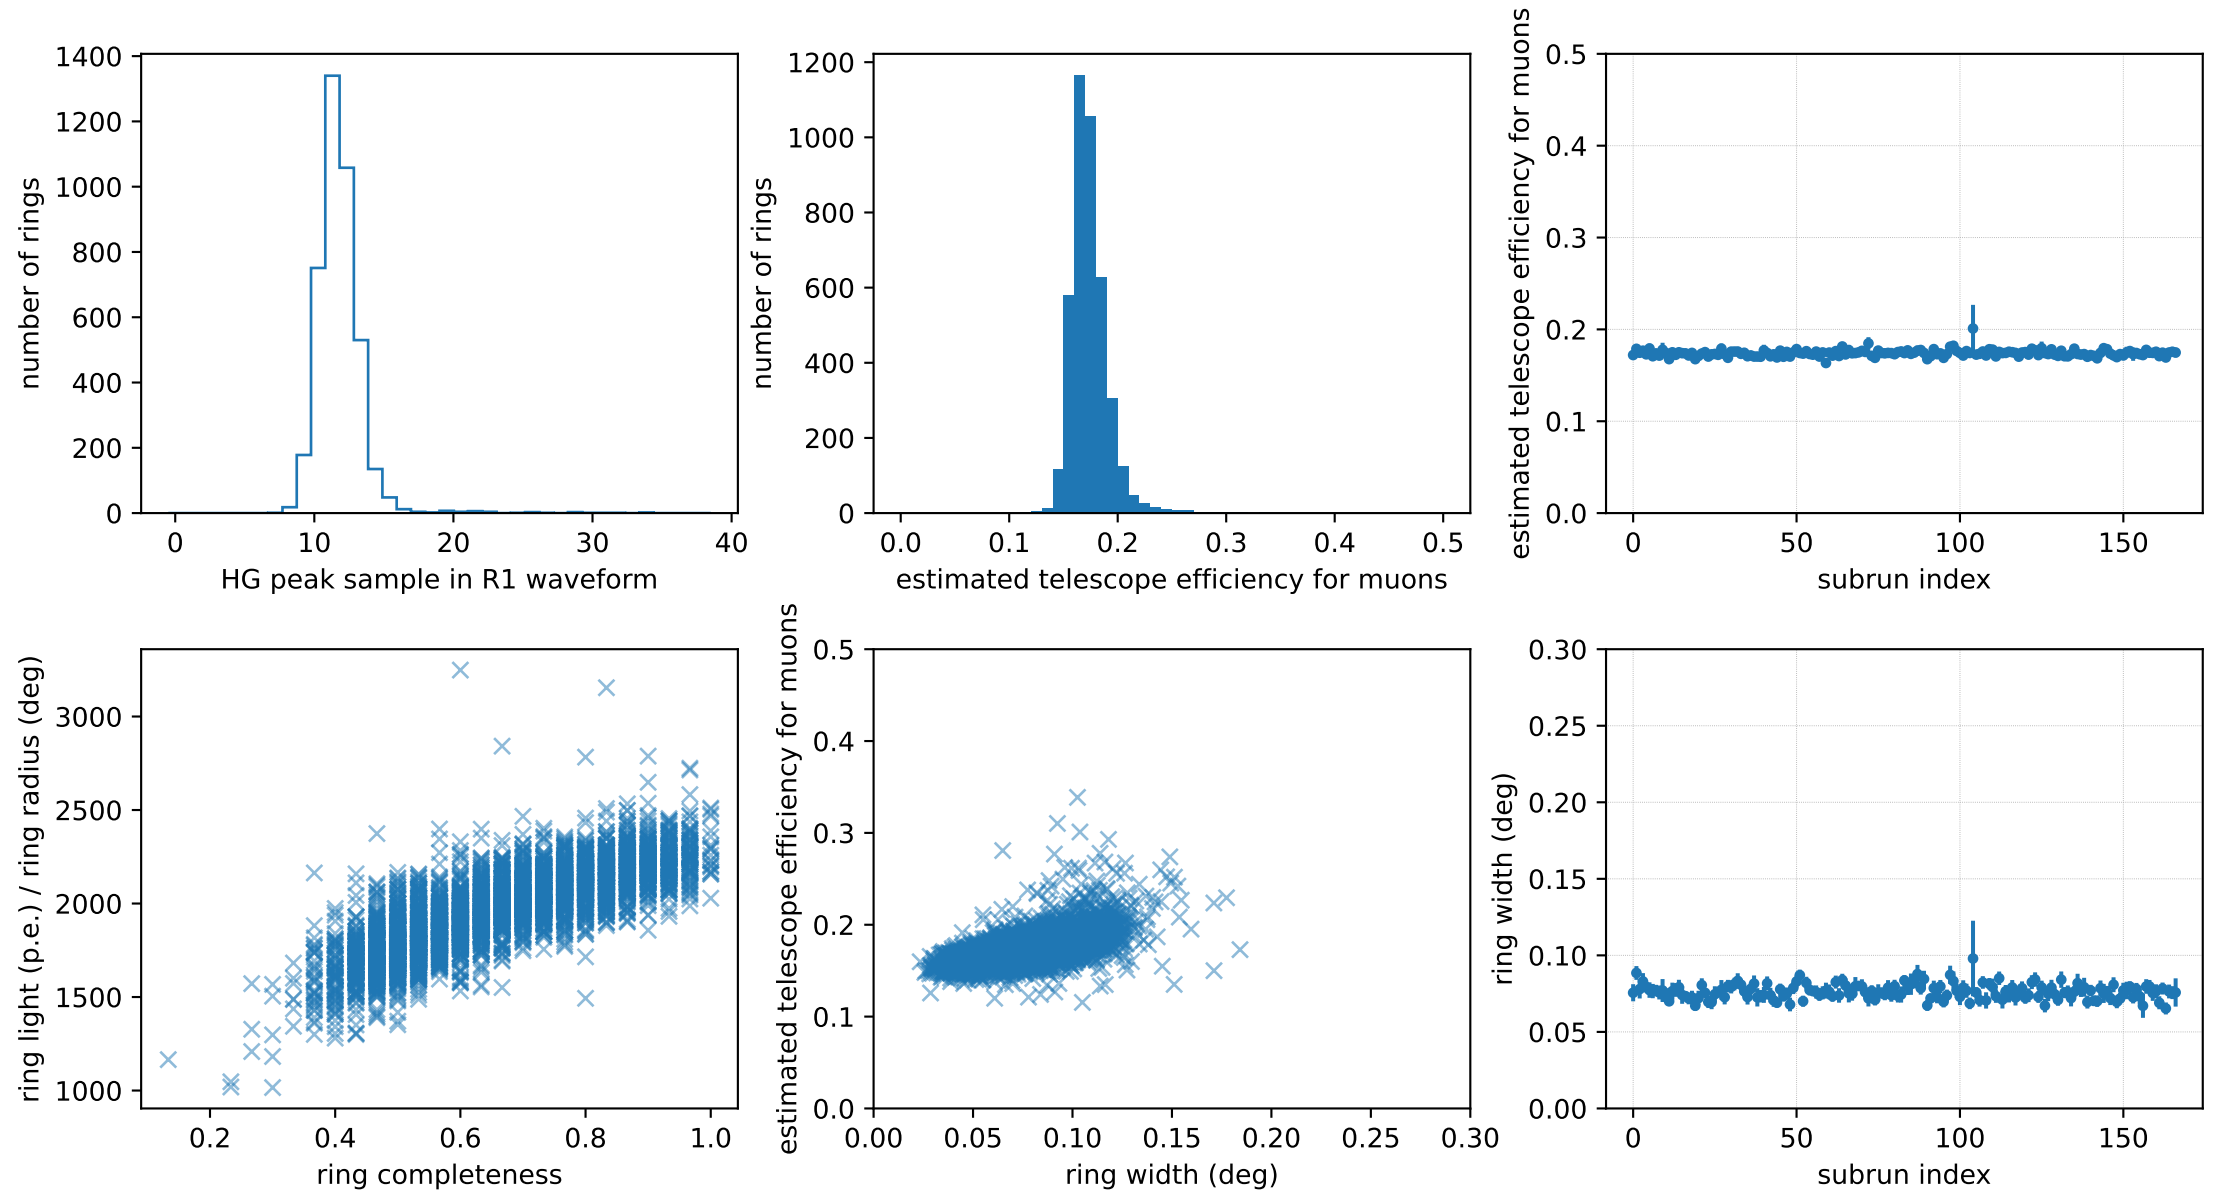 1400
1200
1000
800
600
400
200
0
number of rings
0 10 20 30 40
HG peak sample in R1 waveform
1200
1000
800
600
400
200
0
number of rings
0.0 0.1 0.2 0.3 0.4 0.5
estimated telescope efficiency for muons
0.5
0.4
0.3
0.2
0.1
0.0
estimated telescope efficiency for muons
0 50 100 150
subrun index
3000
2500
2000
1500
1000
ring light (p.e.) / ring radius (deg)
0.2 0.4 0.6 0.8 1.0
ring completeness
0.5
0.4
0.3
0.2
0.1
0.0
estimated telescope efficiency for muons
0.00 0.05 0.10 0.15 0.20 0.25 0.30
ring width (deg)
0.30
0.25
0.20
0.15
0.10
0.05
0.00
ring width (deg)
0 50 100 150
subrun index